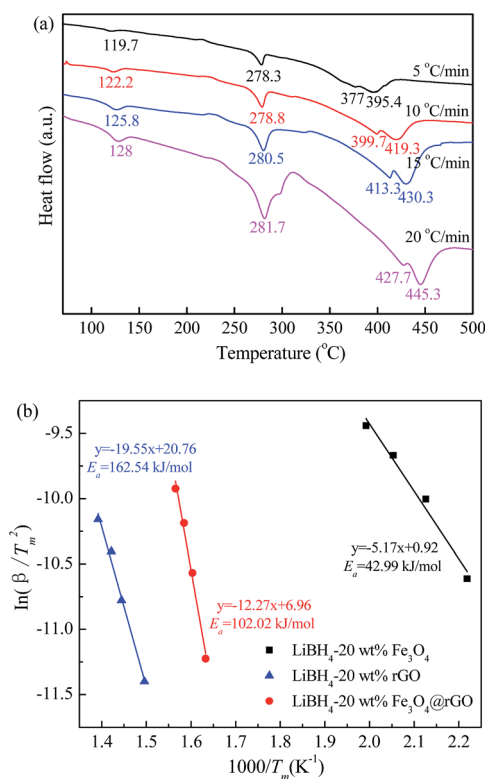 (a)
119.7
278.3
377 395.4
5 °C/min
122.2
278.8
399.7 419.3
10 °C/min
125.8
280.5
413.3 430.3
15 °C/min
128
281.7
427.7 445.3
20 °C/min
Heat flow (a.u.)
100 150 200 250 300 350 400 450 500
Temperature (°C)
(b)
-9.5
-10.0
-10.5
-11.0
-11.5
ln(β/Tm²)
y=-19.55x+20.76
Ea=162.54 kJ/mol
y=-5.17x+0.92
Ea=42.99 kJ/mol
y=-12.27x+6.96
Ea=102.02 kJ/mol
LiBH4-20 wt% Fe3O4
LiBH4-20 wt% rGO
LiBH4-20 wt% Fe3O4@rGO
1.4 1.5 1.6 1.7 1.8 1.9 2.0 2.1 2.2
1000/Tm(K⁻¹)